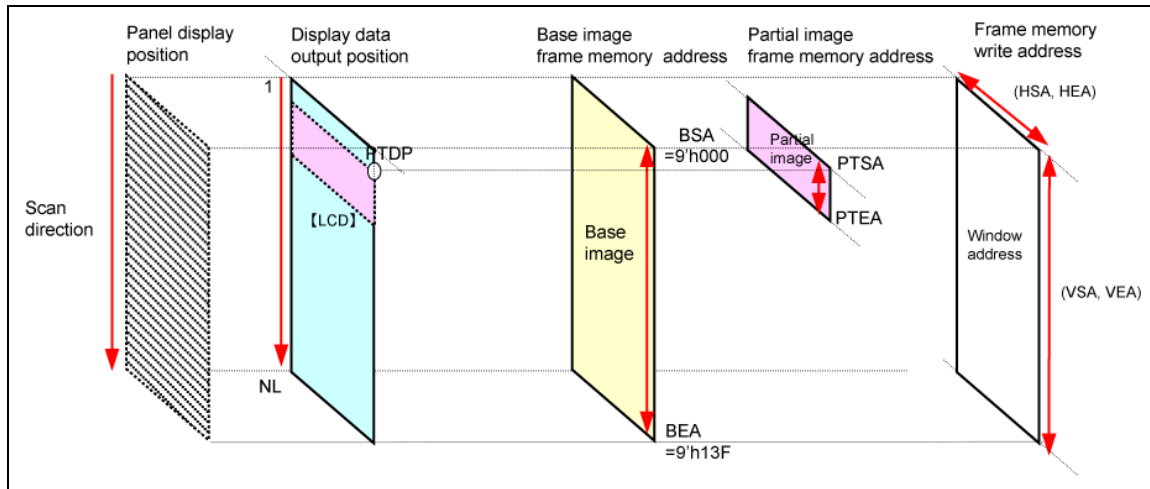 Panel display
position
Display data
output position
Base image
frame memory  address
Partial image
frame memory address
Frame memory
write address
1
(HSA, HEA)
PTDP
BSA
=9'h000
Partial
image
PTSA
PTEA
Scan
direction
【LCD】
Base
image
Window
address
(VSA, VEA)
NL
BEA
=9'h13F